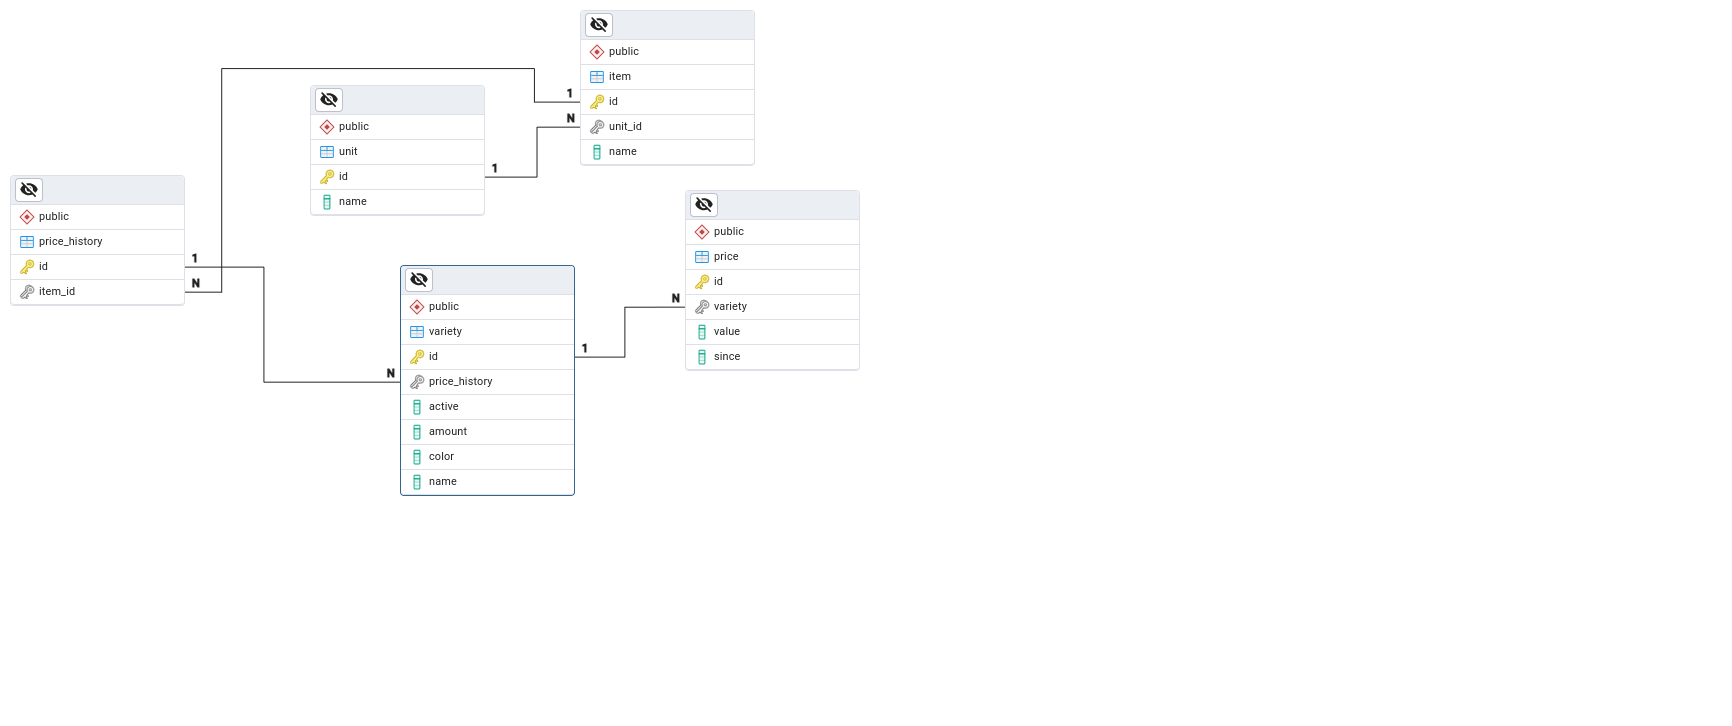 public
item
1
id
N
unit_id
name
public
unit
1
id
name
public
price_history
1
id
N
item_id
public
variety
id
1
N
price_history
active
amount
color
name
public
price
id
N
variety
value
since